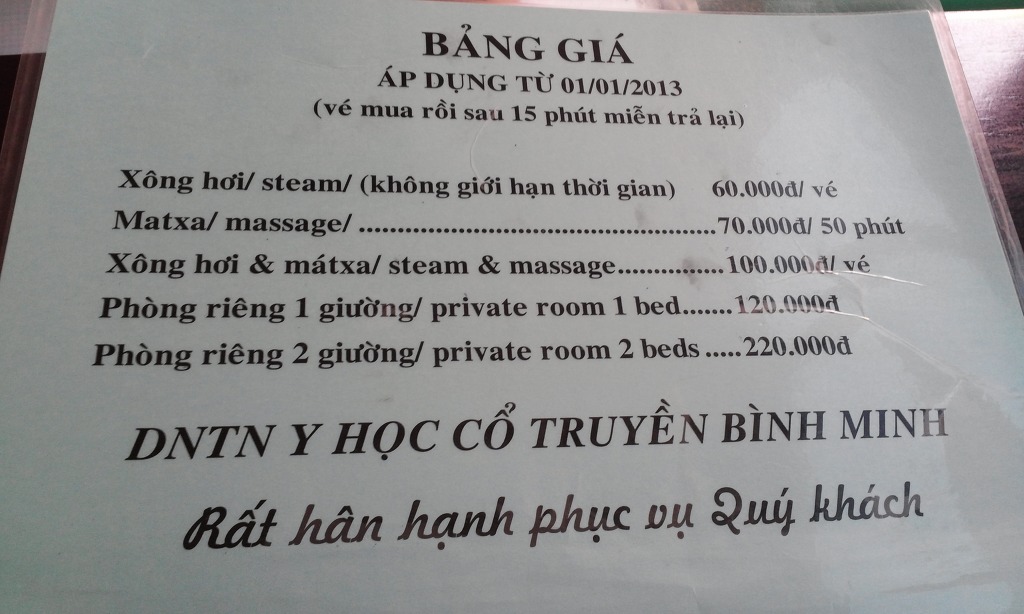 BẢNG GIÁ
ÁP DỤNG TỪ 01/01/2013
(vé mua rồi sau 15 phút miễn trả lại)
Xông hơi/ steam/ (không giới hạn thời gian) 60.000đ/ vé
Matxa/ massage/ ..............................................70.000đ/ 50 phút
Xông hơi & mátxa/ steam & massage...............100.000đ/ vé
Phòng riêng 1 giường/ private room 1 bed.......120.000đ
Phòng riêng 2 giường/ private room 2 beds .....220.000đ
DNTN Y HỌC CỔ TRUYỀN BÌNH MINH
Rất hân hạnh phục vụ Quý khách